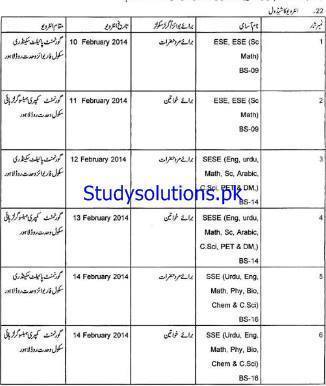 22. انٹرویو کا شیڈول
نمبر شمار نام آسامی برائے بوائز/گرلز سکولز تاریخ انٹرویو مقام انٹرویو
1 ESE, ESE (Sc برائے مرد حضرات 10 February 2014 گورنمنٹ پائیلٹ سیکنڈری
Math) سکول فار بوائز وحدت روڈ لاہور
BS-09
2 ESE, ESE (Sc برائے خواتین 11 February 2014 گورنمنٹ کمپری ہینسو گرلز ہائی
Math) سکول وحدت روڈ لاہور
BS-09
3 SESE (Eng, urdu, برائے مرد حضرات 12 February 2014 گورنمنٹ پائیلٹ سیکنڈری
Math, Sc, Arabic, سکول فار بوائز وحدت روڈ لاہور
C.Sci, PET & DM,)
BS-14
Studysolutions.pk
4 SESE (Eng, urdu, برائے خواتین 13 February 2014 گورنمنٹ کمپری ہینسو گرلز ہائی
Math, Sc, Arabic, سکول وحدت روڈ لاہور
C.Sci, PET & DM,)
BS-14
5 SSE (Urdu, Eng, برائے مرد حضرات 14 February 2014 گورنمنٹ پائیلٹ سیکنڈری
Math, Phy, Bio, سکول فار بوائز وحدت روڈ لاہور
Chem & C.Sci)
BS-16
6 SSE (Urdu, Eng, برائے خواتین 14 February 2014 گورنمنٹ کمپری ہینسو گرلز ہائی
Math, Phy, Bio, سکول وحدت روڈ لاہور
Chem & C.Sci)
BS-16